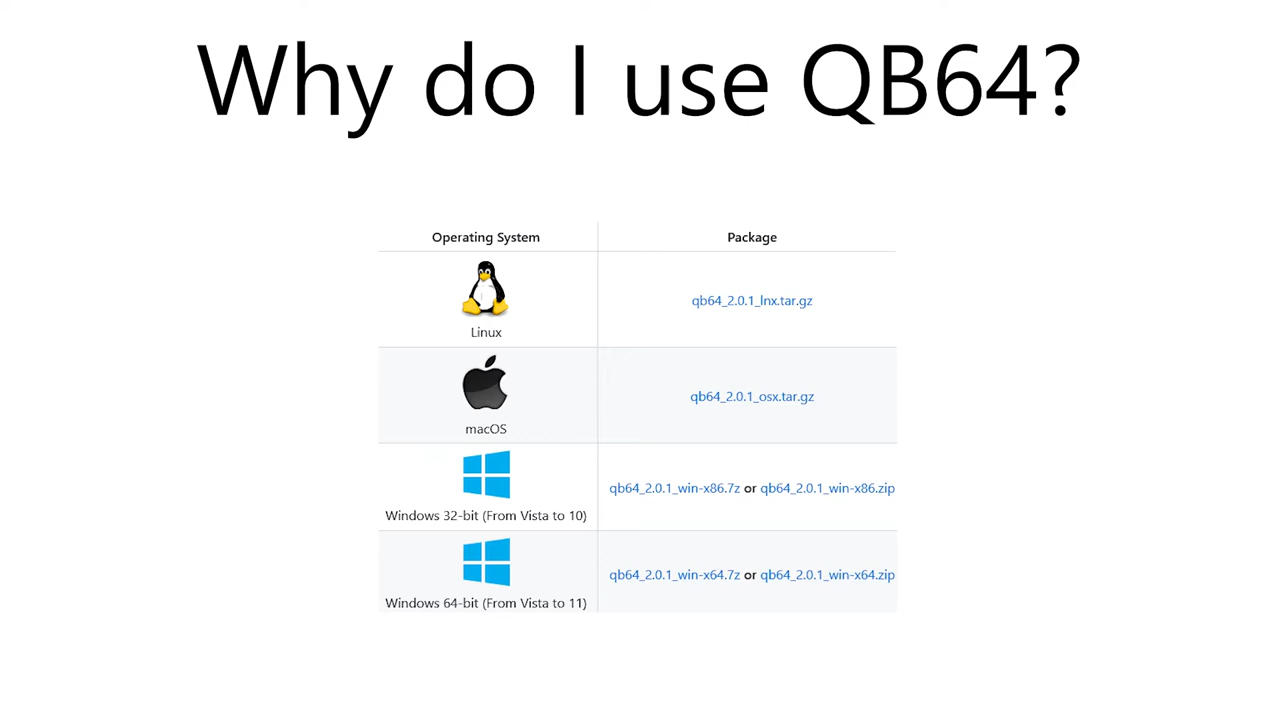 Why do I use QB64?
Operating System Package
Linux qb64_2.0.1_lnx.tar.gz
macOS qb64_2.0.1_osx.tar.gz
Windows 32-bit (From Vista to 10) qb64_2.0.1_win-x86.7z or qb64_2.0.1_win-x86.zip
Windows 64-bit (From Vista to 11) qb64_2.0.1_win-x64.7z or qb64_2.0.1_win-x64.zip